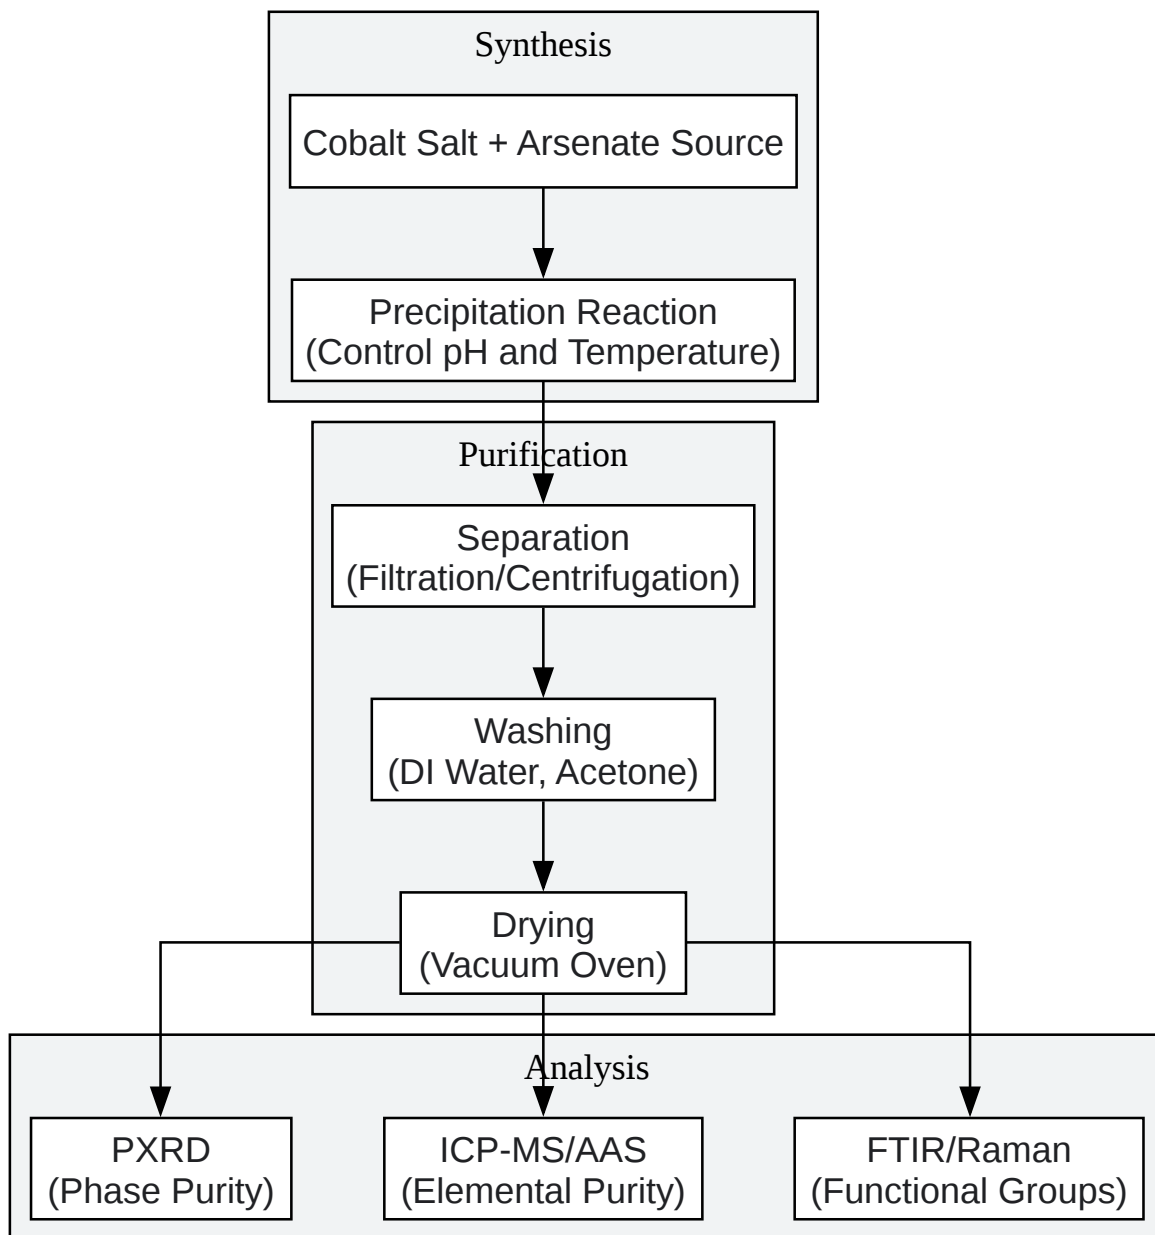 Synthesis
Cobalt Salt + Arsenate Source
Precipitation Reaction
(Control pH and Temperature)
Purification
Separation
(Filtration/Centrifugation)
Washing
(DI Water, Acetone)
Drying
(Vacuum Oven)
Analysis
PXRD
(Phase Purity)
ICP-MS/AAS
(Elemental Purity)
FTIR/Raman
(Functional Groups)